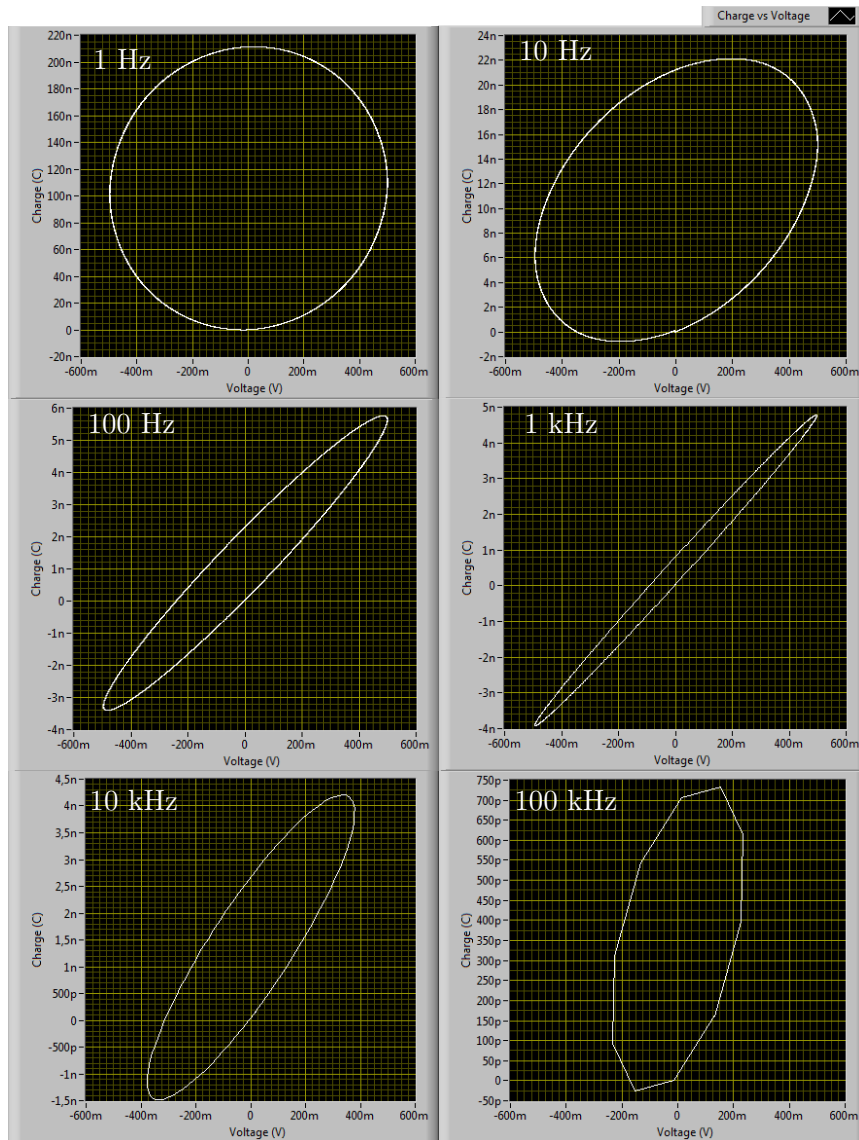 Charge vs Voltage
1 Hz
220n
210n
200n
180n
160n
140n
120n
100n
80n
60n
40n
20n
0
-20n
Charge (C)
-600m -400m -200m 0 200m 400m 600m
Voltage (V)
10 Hz
24n
22n
20n
18n
16n
14n
12n
10n
8n
6n
4n
2n
0
-2n
Charge (C)
-600m -400m -200m 0 200m 400m 600m
Voltage (V)
100 Hz
6n
5n
4n
3n
2n
1n
0
-1n
-2n
-3n
-4n
Charge (C)
-600m -400m -200m 0 200m 400m 600m
Voltage (V)
1 kHz
5n
4n
3n
2n
1n
0
-1n
-2n
-3n
-4n
Charge (C)
-600m -400m -200m 0 200m 400m 600m
Voltage (V)
10 kHz
4,5n
4n
3,5n
3n
2,5n
2n
1,5n
1n
500p
0
-500p
-1n
-1,5n
Charge (C)
-600m -400m -200m 0 200m 400m 600m
Voltage (V)
100 kHz
750p
700p
650p
600p
550p
500p
450p
400p
350p
300p
250p
200p
150p
100p
50p
0
-50p
Charge (C)
-600m -400m -200m 0 200m 400m 600m
Voltage (V)